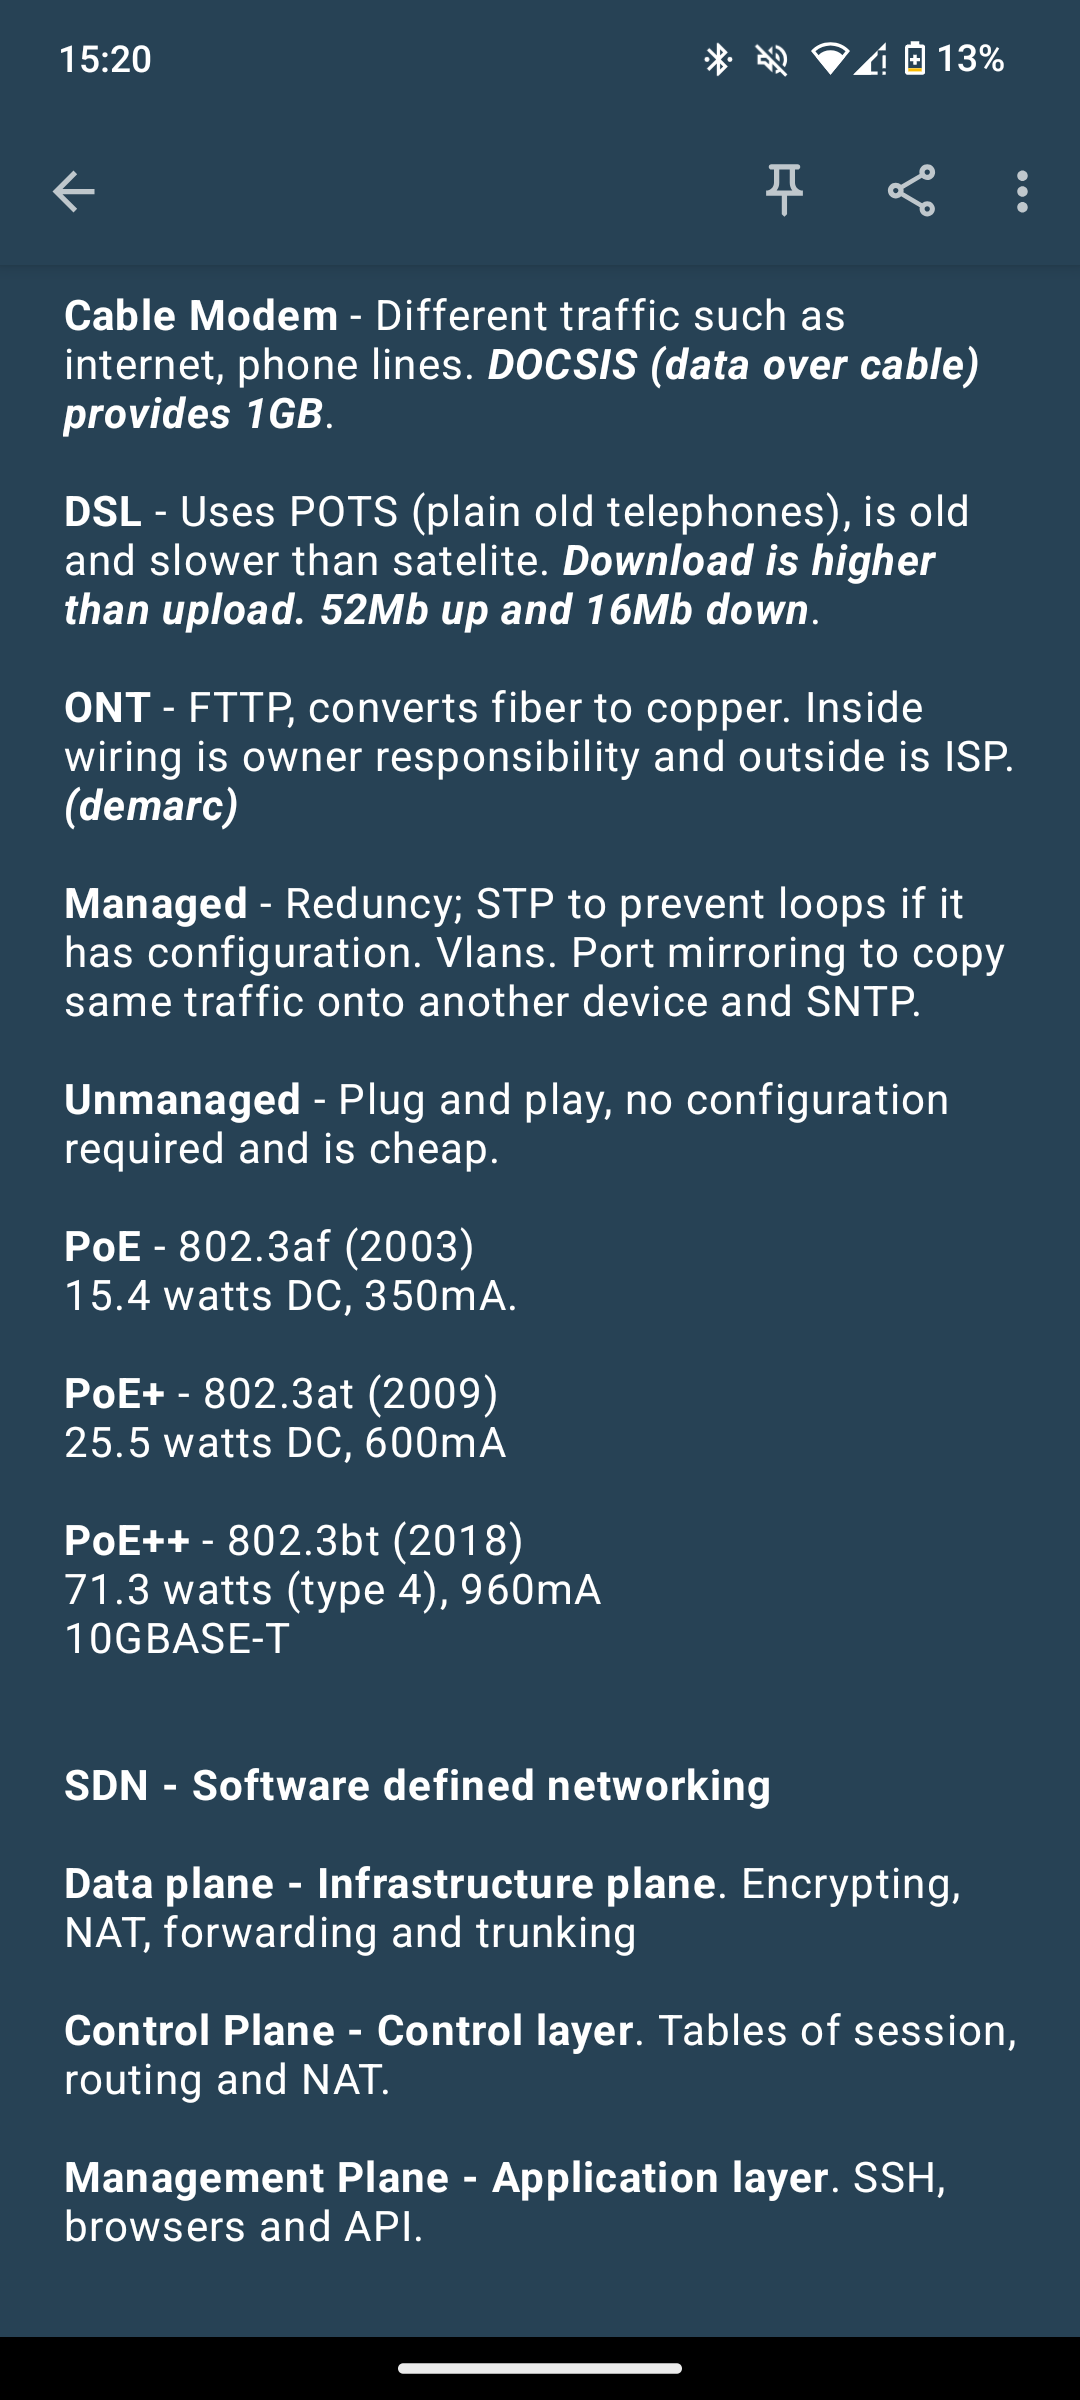 15:20
13%
Cable Modem - Different traffic such as
internet, phone lines. DOCSIS (data over cable)
provides 1GB.
DSL - Uses POTS (plain old telephones), is old
and slower than satelite. Download is higher
than upload. 52Mb up and 16Mb down.
ONT - FTTP, converts fiber to copper. Inside
wiring is owner responsibility and outside is ISP.
(demarc)
Managed - Reduncy; STP to prevent loops if it
has configuration. Vlans. Port mirroring to copy
same traffic onto another device and SNTP.
Unmanaged - Plug and play, no configuration
required and is cheap.
PoE - 802.3af (2003)
15.4 watts DC, 350mA.
PoE+ - 802.3at (2009)
25.5 watts DC, 600mA
PoE++ - 802.3bt (2018)
71.3 watts (type 4), 960mA
10GBASE-T
SDN - Software defined networking
Data plane - Infrastructure plane. Encrypting,
NAT, forwarding and trunking
Control Plane - Control layer. Tables of session,
routing and NAT.
Management Plane - Application layer. SSH,
browsers and API.